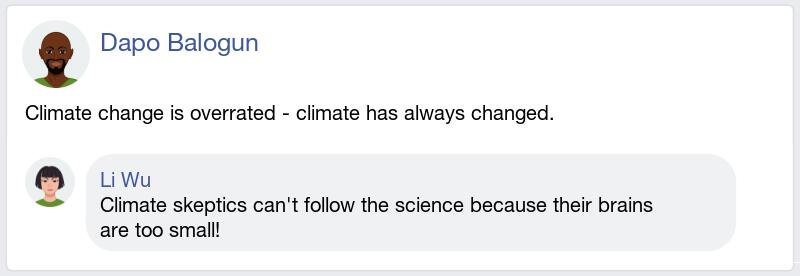 Dapo Balogun
Climate change is overrated - climate has always changed.
Li Wu
Climate skeptics can't follow the science because their brains
are too small!